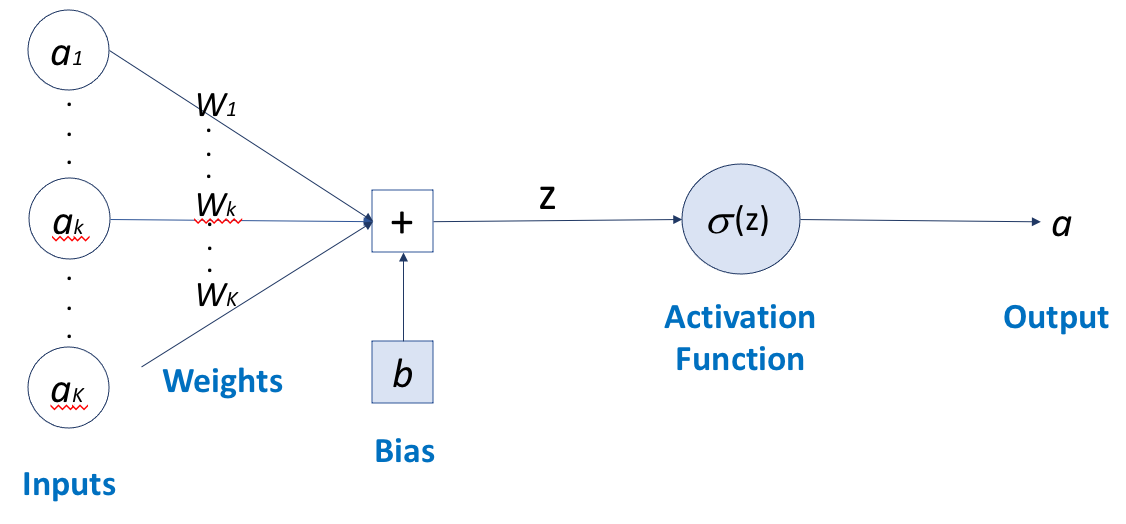 a1
W1
ak
Wk
+
z
σ(z)
a
WK
aK
b
Weights
Activation
Function
Output
Bias
Inputs